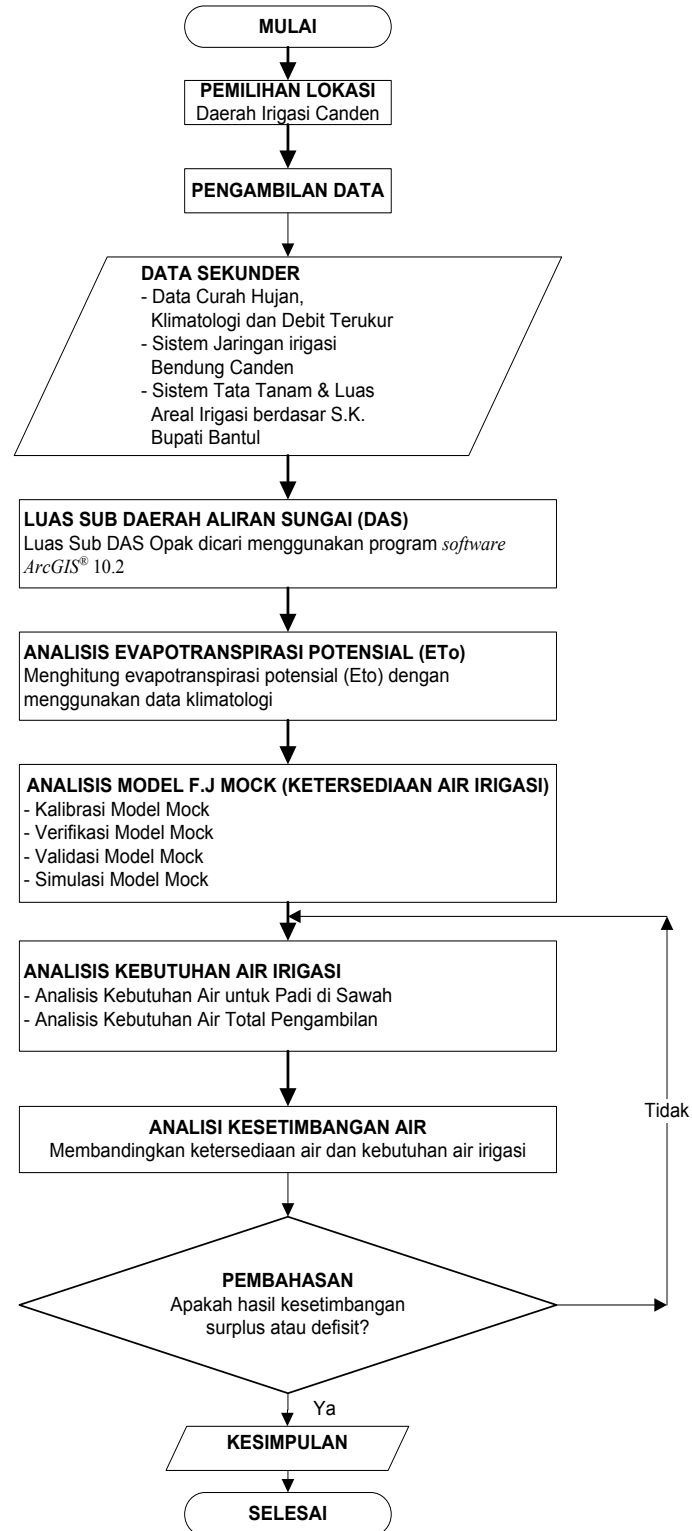 MULAI
PEMILIHAN LOKASI
Daerah Irigasi Canden
PENGAMBILAN DATA
DATA SEKUNDER
- Data Curah Hujan,
Klimatologi dan Debit Terukur
- Sistem Jaringan irigasi
Bendung Canden
- Sistem Tata Tanam & Luas
Areal Irigasi berdasar S.K.
Bupati Bantul
LUAS SUB DAERAH ALIRAN SUNGAI (DAS)
Luas Sub DAS Opak dicari menggunakan program software
ArcGIS® 10.2
ANALISIS EVAPOTRANSPIRASI POTENSIAL (ETo)
Menghitung evapotranspirasi potensial (Eto) dengan
menggunakan data klimatologi
ANALISIS MODEL F.J MOCK (KETERSEDIAAN AIR IRIGASI)
- Kalibrasi Model Mock
- Verifikasi Model Mock
- Validasi Model Mock
- Simulasi Model Mock
ANALISIS KEBUTUHAN AIR IRIGASI
- Analisis Kebutuhan Air untuk Padi di Sawah
- Analisis Kebutuhan Air Total Pengambilan
ANALISI KESETIMBANGAN AIR
Membandingkan ketersediaan air dan kebutuhan air irigasi
Tidak
PEMBAHASAN
Apakah hasil kesetimbangan
surplus atau defisit?
Ya
KESIMPULAN
SELESAI